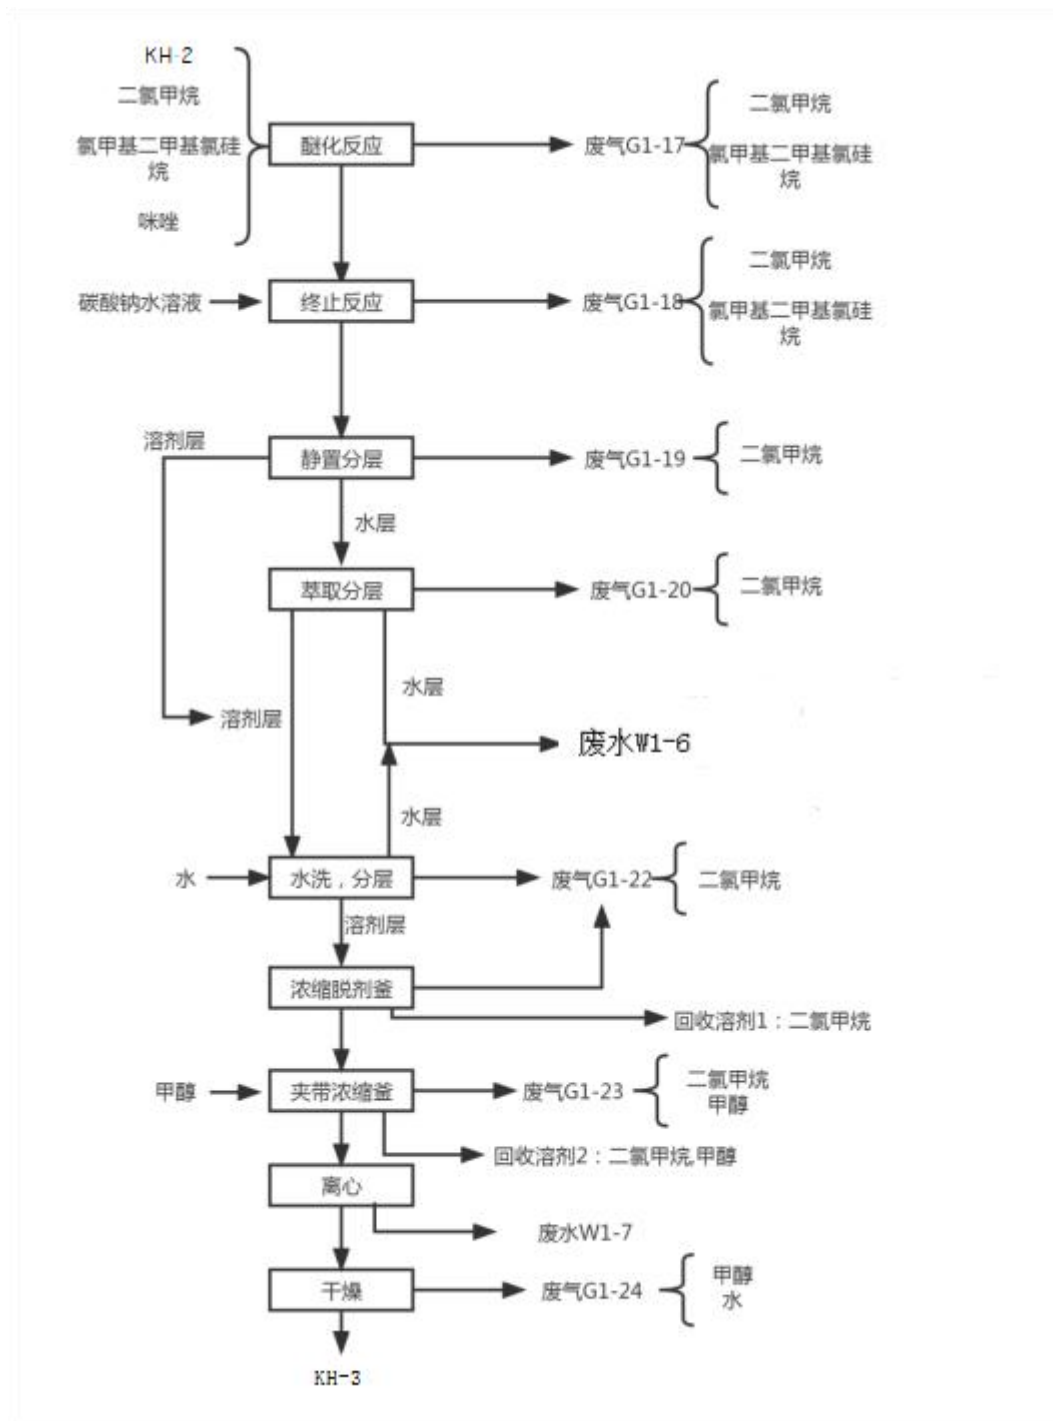 KH-2
二氯甲烷
氯甲基二甲基氯硅
烷
咪唑
醚化反应
废气G1-17
二氯甲烷
氯甲基二甲基氯硅
烷
碳酸钠水溶液
终止反应
废气G1-18
二氯甲烷
氯甲基二甲基氯硅
烷
溶剂层
静置分层
废气G1-19
二氯甲烷
水层
萃取分层
废气G1-20
二氯甲烷
水层
溶剂层
废水W1-6
水层
水
水洗，分层
废气G1-22
二氯甲烷
溶剂层
浓缩脱剂釜
回收溶剂1：二氯甲烷
甲醇
夹带浓缩釜
废气G1-23
二氯甲烷
甲醇
回收溶剂2：二氯甲烷,甲醇
离心
废水W1-7
干燥
废气G1-24
甲醇
水
KH-3